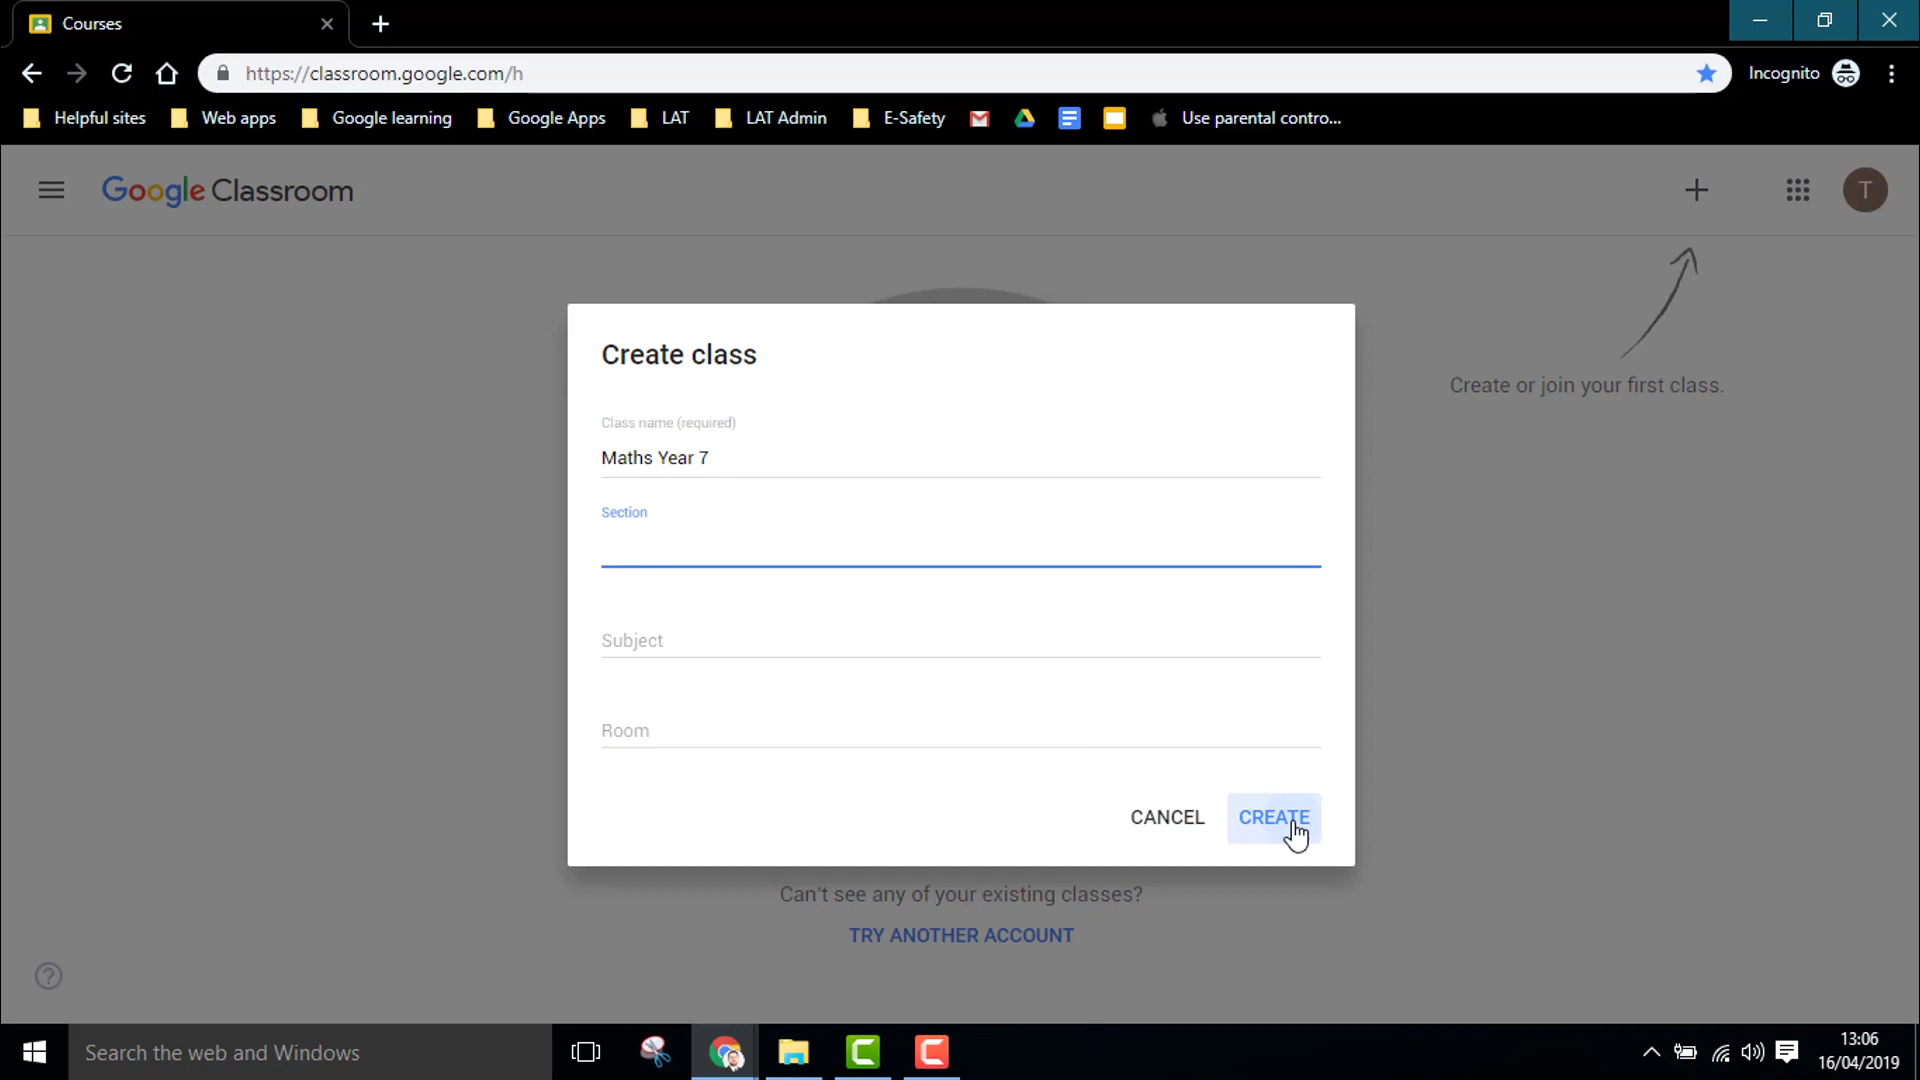 Courses
https://classroom.google.com/h
Incognito
Helpful sites
Web apps
Google learning
Google Apps
LAT
LAT Admin
E-Safety
Use parental contro...
Google Classroom
T
Create or join your first class.
Create class
Class name (required)
Maths Year 7
Section
Subject
Room
CANCEL
CREATE
Can't see any of your existing classes?
TRY ANOTHER ACCOUNT
Search the web and Windows
13:06
16/04/2019